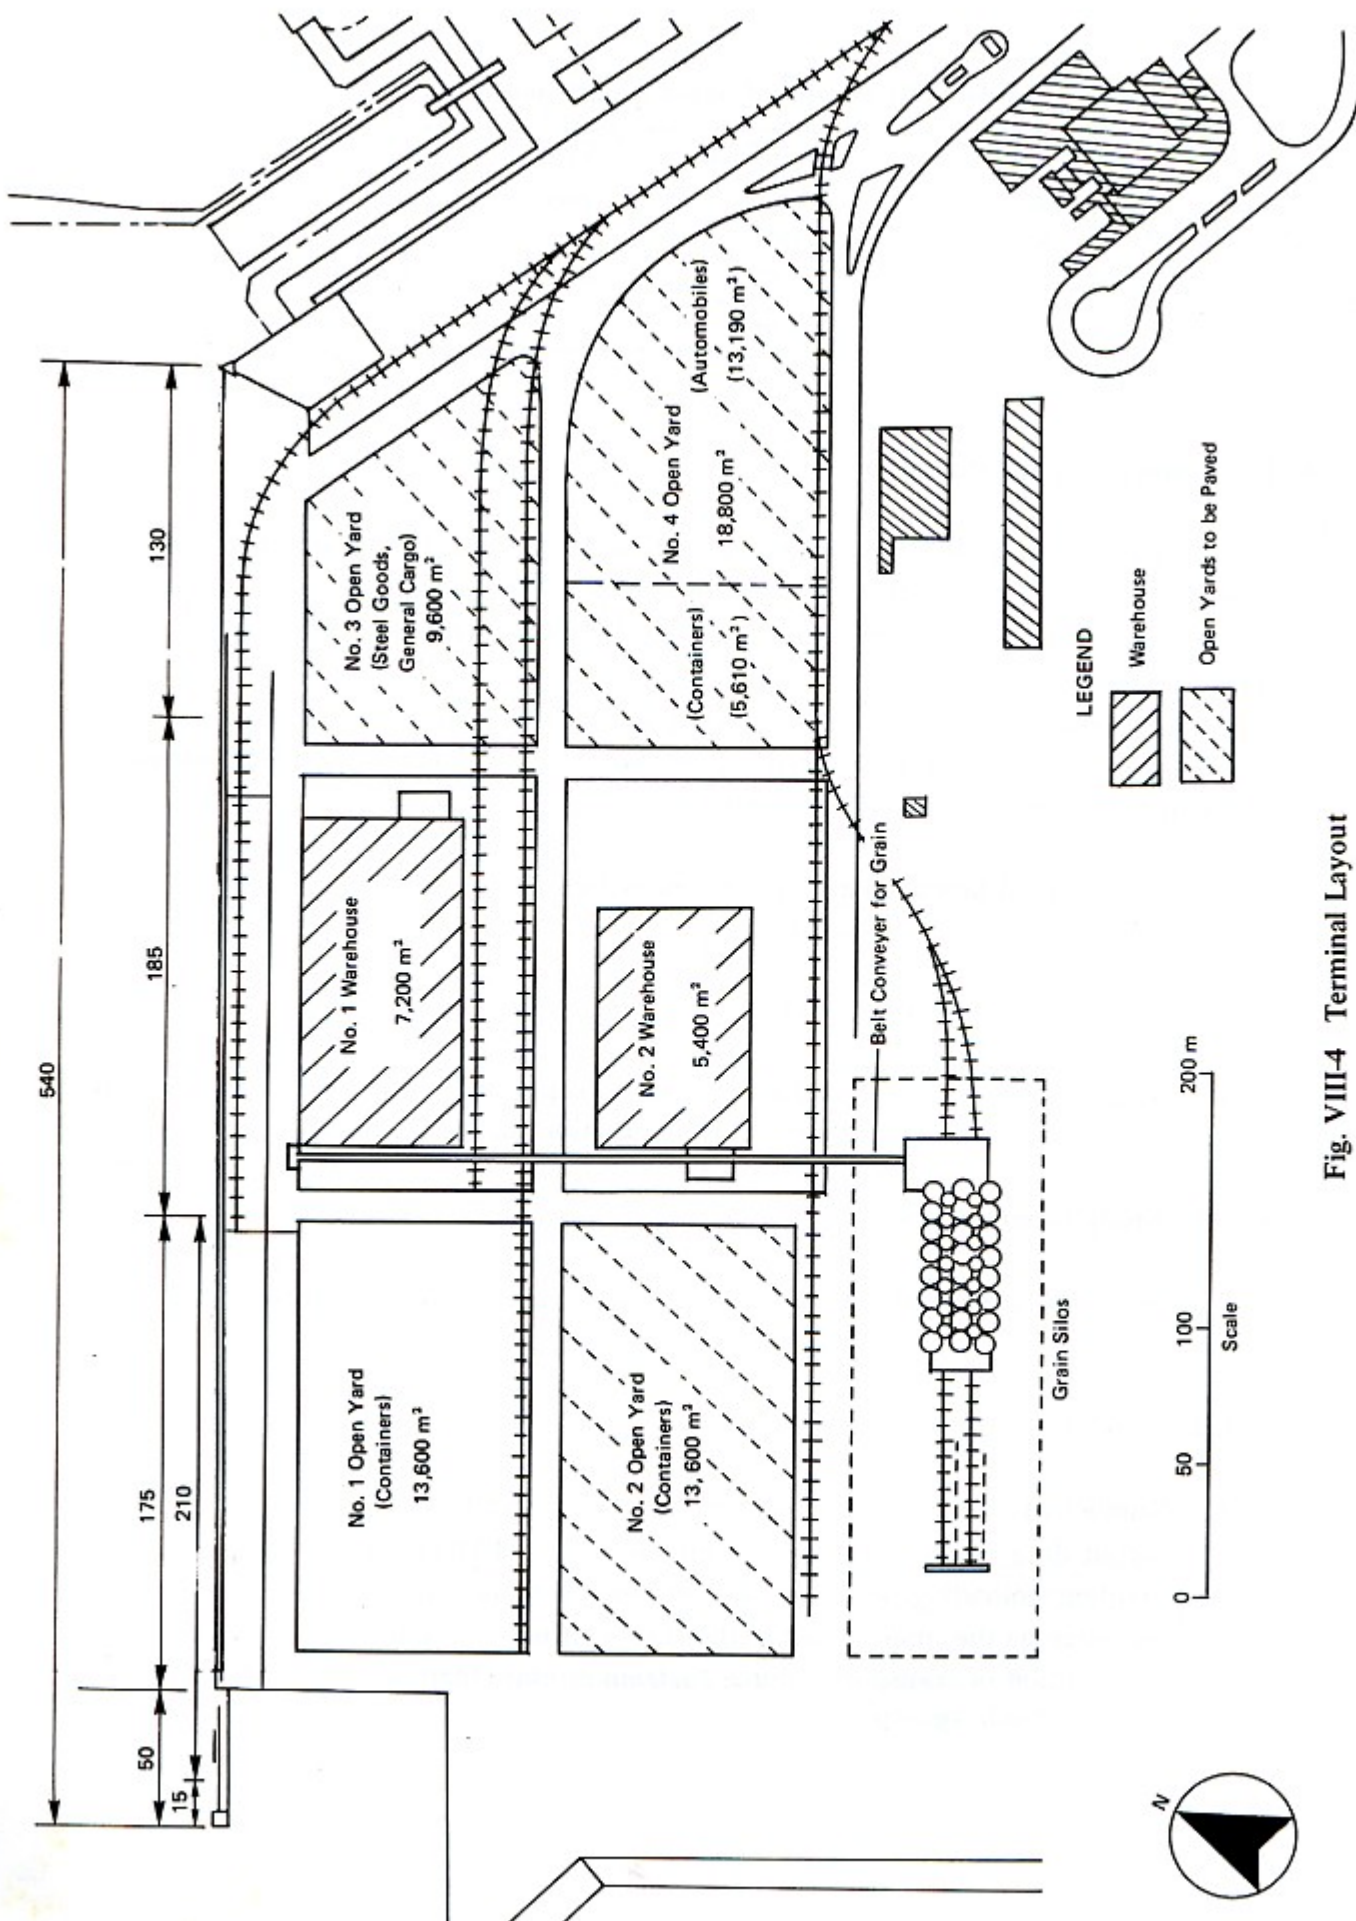 540
130
185
175
210
50
15
No. 3 Open Yard
(Steel Goods,
General Cargo)
9,600 m²
No. 4 Open Yard
18,800 m²
(Automobiles)
(13,190 m²)
(Containers)
(5,610 m²)
No. 1 Warehouse
7,200 m²
No. 2 Warehouse
5,400 m²
Belt Conveyer for Grain
No. 1 Open Yard
(Containers)
13,600 m²
No. 2 Open Yard
(Containers)
13, 600 m²
Grain Silos
LEGEND
Warehouse
Open Yards to be Paved
0
50
100
200 m
Scale
N
Fig. VIII-4 Terminal Layout